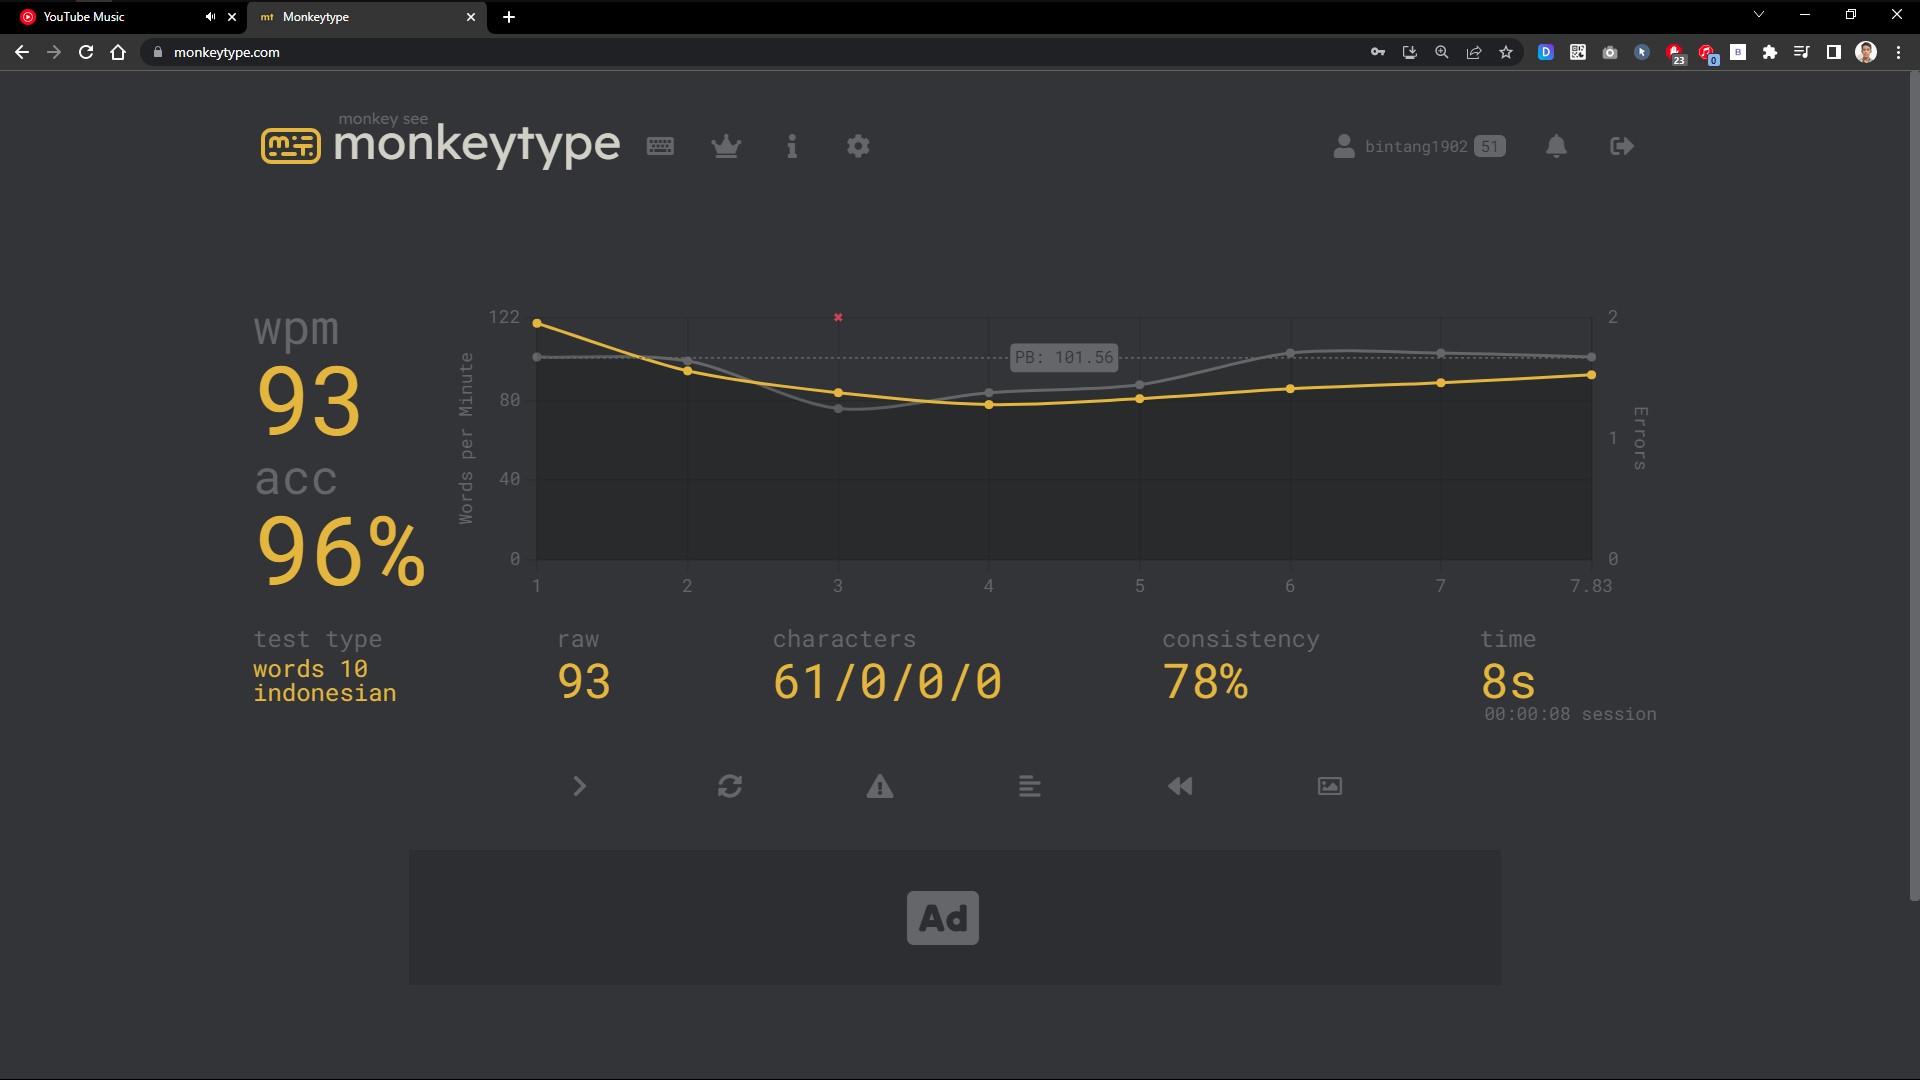 YouTube Music
mt Monkeytype
monkeytype.com
D
23
0
B
monkey see
monkeytype
bintang1902 51
wpm
93
acc
96%
Words per Minute
122
80
40
0
PB: 101.56
2
1
0
Errors
1 2 3 4 5 6 7 7.83
test type
words 10
indonesian
raw
93
characters
61/0/0/0
consistency
78%
time
8s
00:00:08 session
Ad